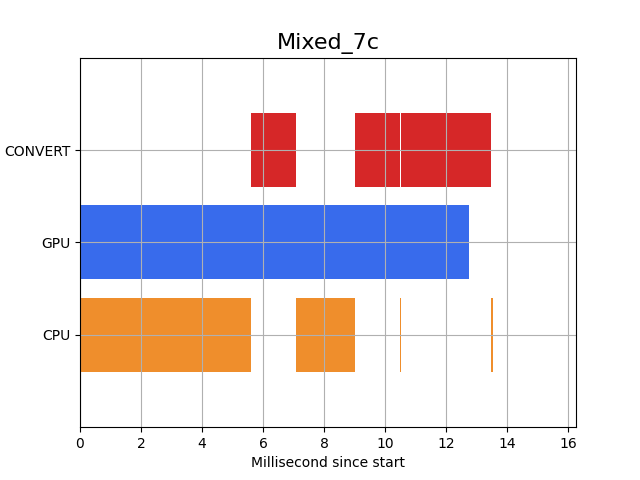 Mixed_7c
CONVERT
GPU
CPU
0 2 4 6 8 10 12 14 16
Millisecond since start